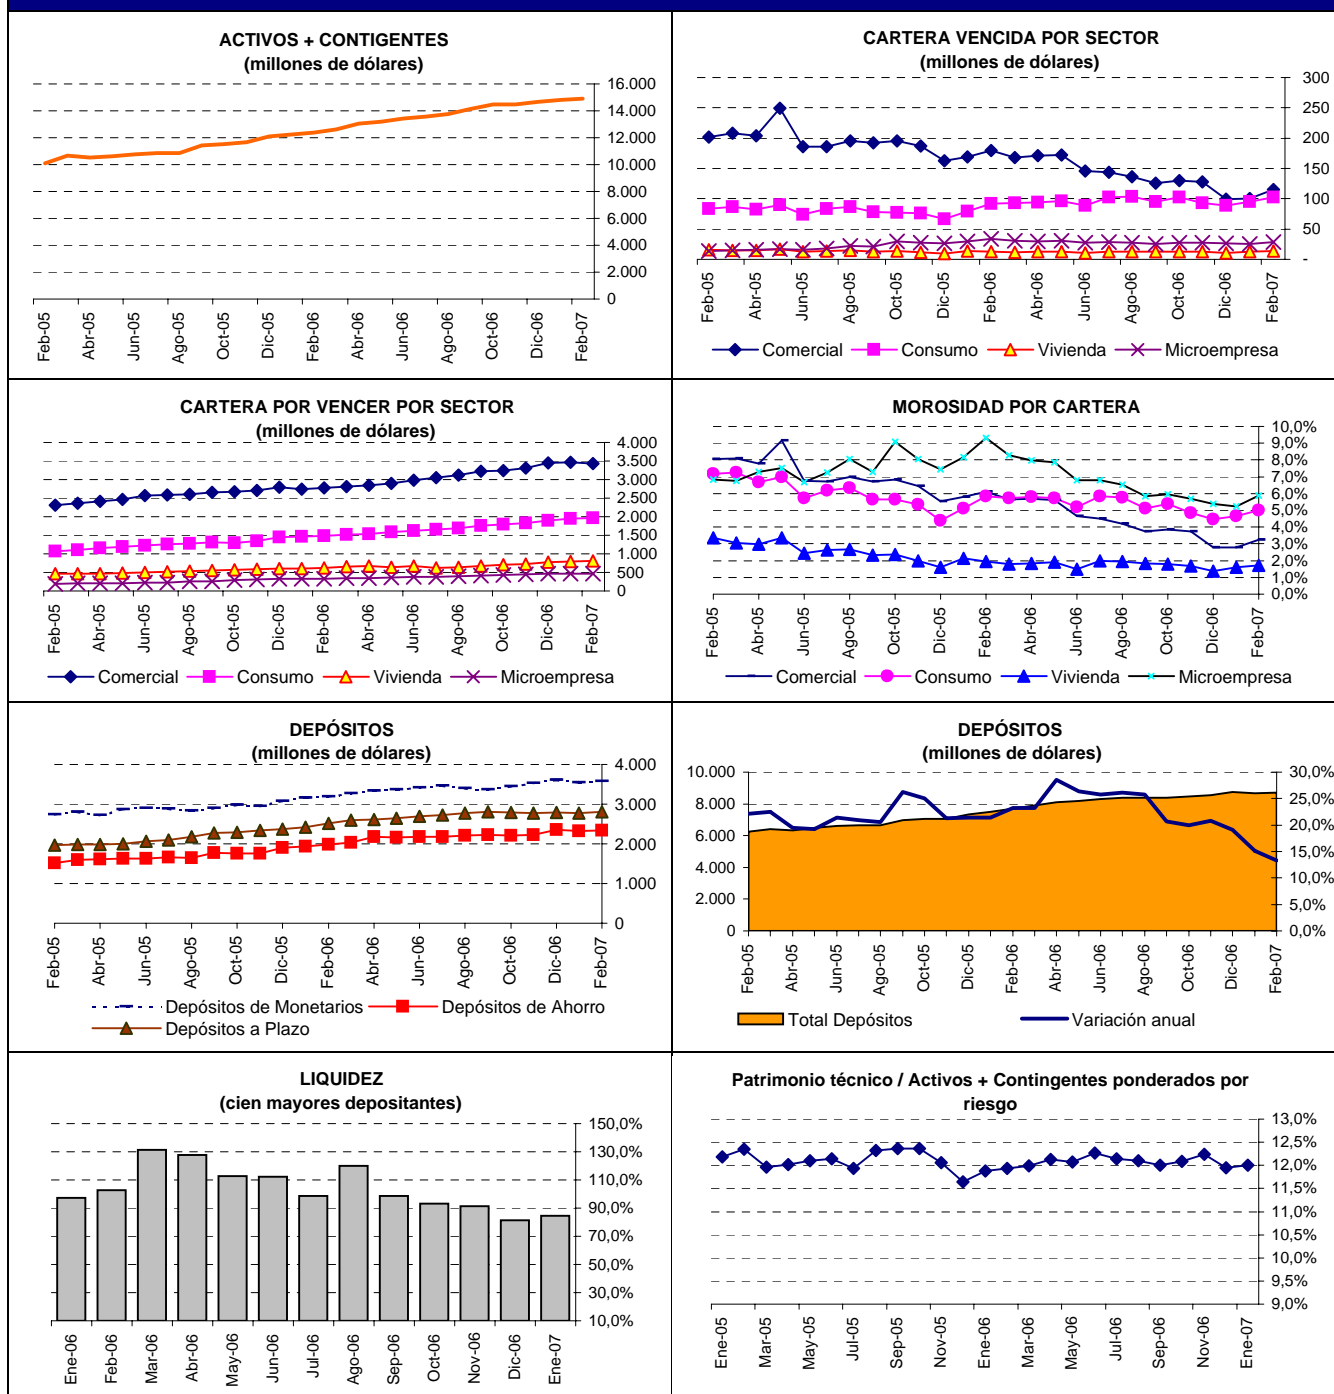 ACTIVOS + CONTIGENTES
(millones de dólares)
16.000
14.000
12.000
10.000
8.000
6.000
4.000
2.000
0
Feb-05
Abr-05
Jun-05
Ago-05
Oct-05
Dic-05
Feb-06
Abr-06
Jun-06
Ago-06
Oct-06
Dic-06
Feb-07
CARTERA VENCIDA POR SECTOR
(millones de dólares)
300
250
200
150
100
50
-
Feb-05
Abr-05
Jun-05
Ago-05
Oct-05
Dic-05
Feb-06
Abr-06
Jun-06
Ago-06
Oct-06
Dic-06
Feb-07
Comercial Consumo Vivienda Microempresa
CARTERA POR VENCER POR SECTOR
(millones de dólares)
4.000
3.500
3.000
2.500
2.000
1.500
1.000
500
0
Feb-05
Abr-05
Jun-05
Ago-05
Oct-05
Dic-05
Feb-06
Abr-06
Jun-06
Ago-06
Oct-06
Dic-06
Feb-07
Comercial Consumo Vivienda Microempresa
MOROSIDAD POR CARTERA
10,0%
9,0%
8,0%
7,0%
6,0%
5,0%
4,0%
3,0%
2,0%
1,0%
0,0%
Feb-05
Abr-05
Jun-05
Ago-05
Oct-05
Dic-05
Feb-06
Abr-06
Jun-06
Ago-06
Oct-06
Dic-06
Feb-07
Comercial Consumo Vivienda Microempresa
DEPÓSITOS
(millones de dólares)
4.000
3.000
2.000
1.000
0
Feb-05
Abr-05
Jun-05
Ago-05
Oct-05
Dic-05
Feb-06
Abr-06
Jun-06
Ago-06
Oct-06
Dic-06
Feb-07
Depósitos de Monetarios Depósitos de Ahorro
Depósitos a Plazo
DEPÓSITOS
(millones de dólares)
10.000
8.000
6.000
4.000
2.000
0
30,0%
25,0%
20,0%
15,0%
10,0%
5,0%
0,0%
Feb-05
Abr-05
Jun-05
Ago-05
Oct-05
Dic-05
Feb-06
Abr-06
Jun-06
Ago-06
Oct-06
Dic-06
Feb-07
Total Depósitos Variación anual
LIQUIDEZ
(cien mayores depositantes)
150,0%
130,0%
110,0%
90,0%
70,0%
50,0%
30,0%
10,0%
Ene-06
Feb-06
Mar-06
Abr-06
May-06
Jun-06
Jul-06
Ago-06
Sep-06
Oct-06
Nov-06
Dic-06
Ene-07
Patrimonio técnico / Activos + Contingentes ponderados por
riesgo
13,0%
12,5%
12,0%
11,5%
11,0%
10,5%
10,0%
9,5%
9,0%
Ene-05
Mar-05
May-05
Jul-05
Sep-05
Nov-05
Ene-06
Mar-06
May-06
Jul-06
Sep-06
Nov-06
Ene-07